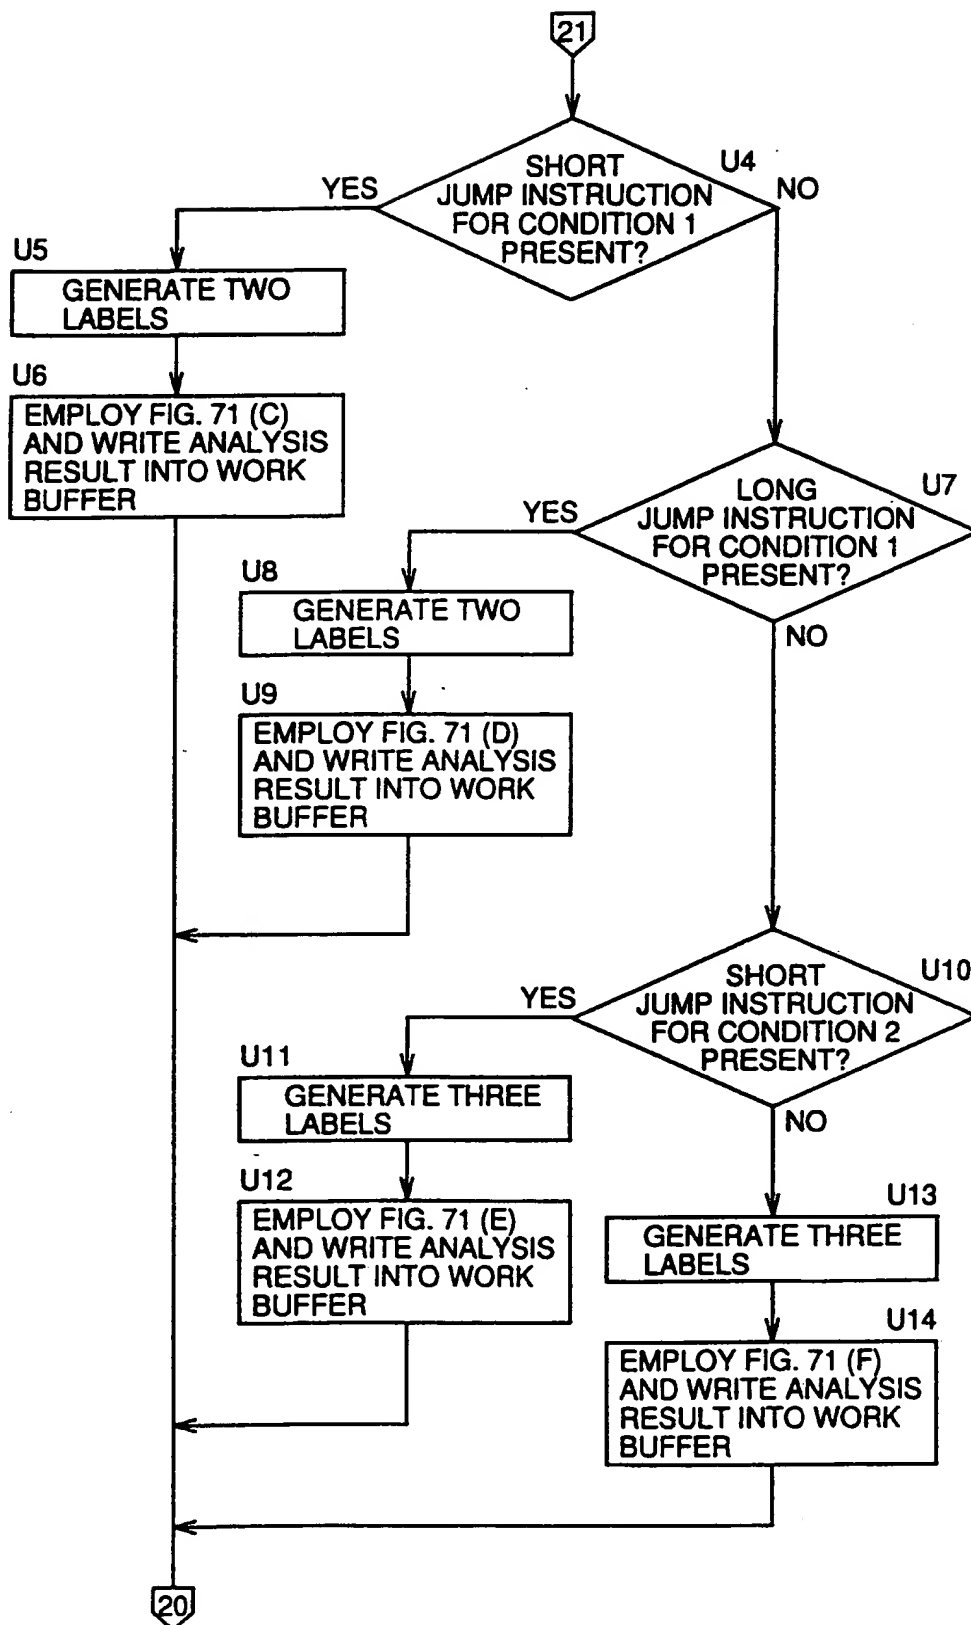 21
U4
SHORT
JUMP INSTRUCTION
FOR CONDITION 1
PRESENT?
YES
NO
U5
GENERATE TWO
LABELS
U6
EMPLOY FIG. 71 (C)
AND WRITE ANALYSIS
RESULT INTO WORK
BUFFER
U7
LONG
JUMP INSTRUCTION
FOR CONDITION 1
PRESENT?
YES
NO
U8
GENERATE TWO
LABELS
U9
EMPLOY FIG. 71 (D)
AND WRITE ANALYSIS
RESULT INTO WORK
BUFFER
U10
SHORT
JUMP INSTRUCTION
FOR CONDITION 2
PRESENT?
YES
NO
U11
GENERATE THREE
LABELS
U12
EMPLOY FIG. 71 (E)
AND WRITE ANALYSIS
RESULT INTO WORK
BUFFER
U13
GENERATE THREE
LABELS
U14
EMPLOY FIG. 71 (F)
AND WRITE ANALYSIS
RESULT INTO WORK
BUFFER
20